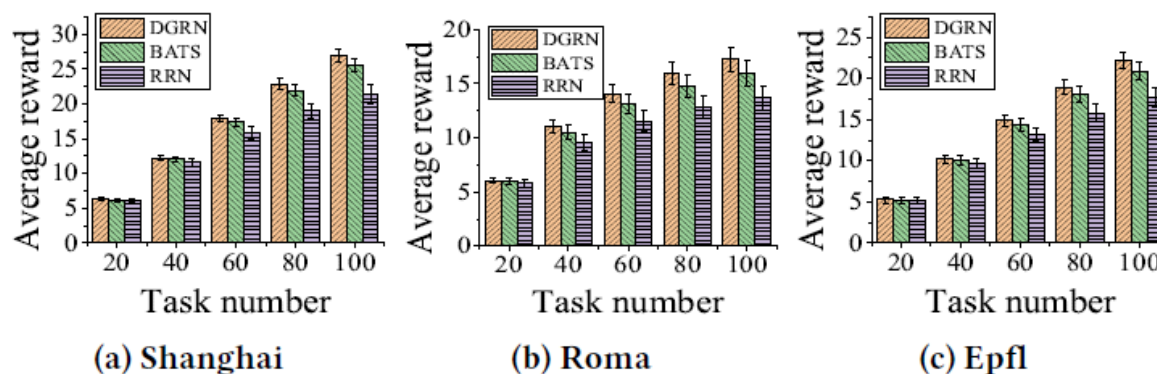 Average reward
30
25
20
15
10
5
0
DGRN
BATS
RRN
20 40 60 80 100
Task number
(a) Shanghai
Average reward
20
15
10
5
0
DGRN
BATS
RRN
20 40 60 80 100
Task number
(b) Roma
Average reward
25
20
15
10
5
0
DGRN
BATS
RRN
20 40 60 80 100
Task number
(c) Epfl